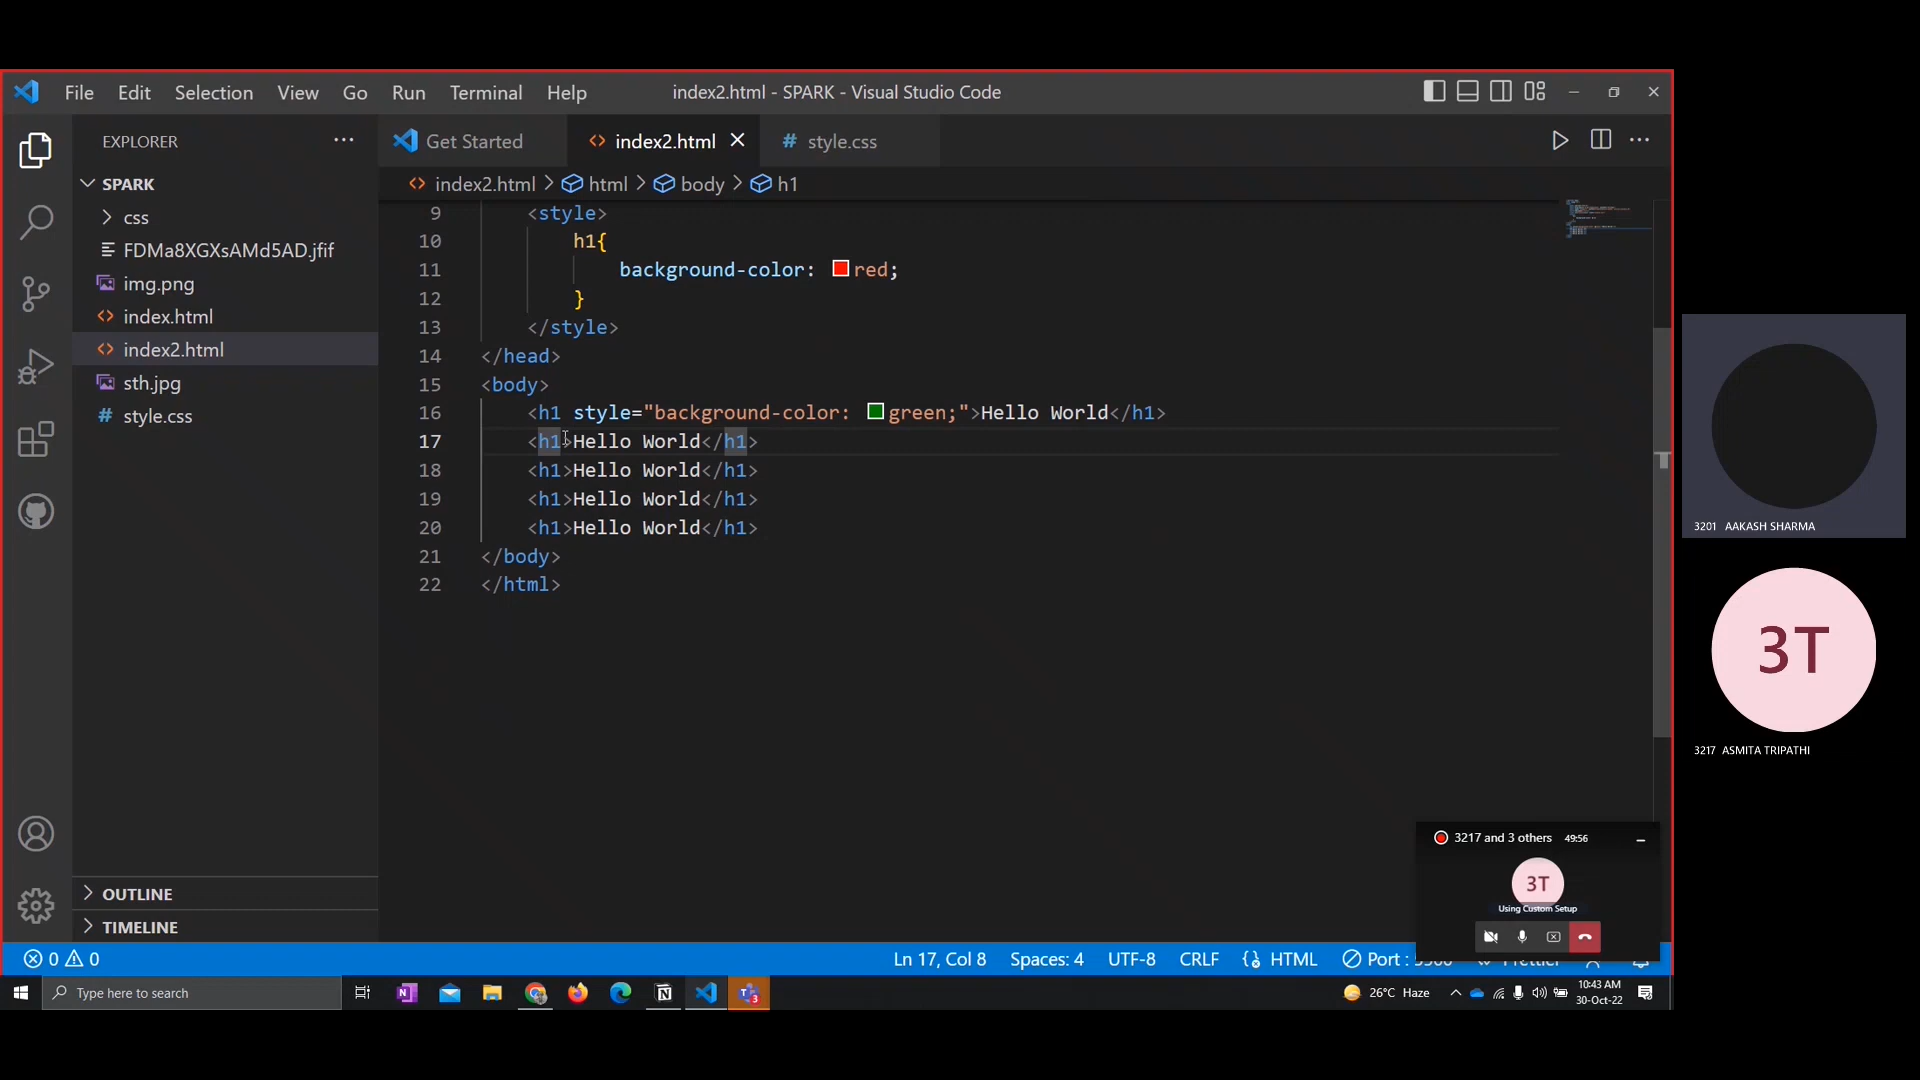 File Edit Selection View Go Run Terminal Help index2.html - SPARK - Visual Studio Code
EXPLORER
SPARK
css
FDMa8XGXsAMd5AD.jfif
img.png
index.html
index2.html
sth.jpg
style.css
OUTLINE
TIMELINE
Get Started index2.html style.css
index2.html > html > body > h1
9 <style>
10 h1{
11 background-color: red;
12 }
13 </style>
14 </head>
15 <body>
16 <h1 style="background-color: green;">Hello World</h1>
17 <h1>Hello World</h1>
18 <h1>Hello World</h1>
19 <h1>Hello World</h1>
20 <h1>Hello World</h1>
21 </body>
22 </html>
3201 AAKASH SHARMA
3T
3217 ASMITA TRIPATHI
3217 and 3 others 49:56
3T
Using Custom Setup
0 0 Ln 17, Col 8 Spaces: 4 UTF-8 CRLF HTML Port :
Type here to search
3
26°C Haze
10:43 AM
30-Oct-22